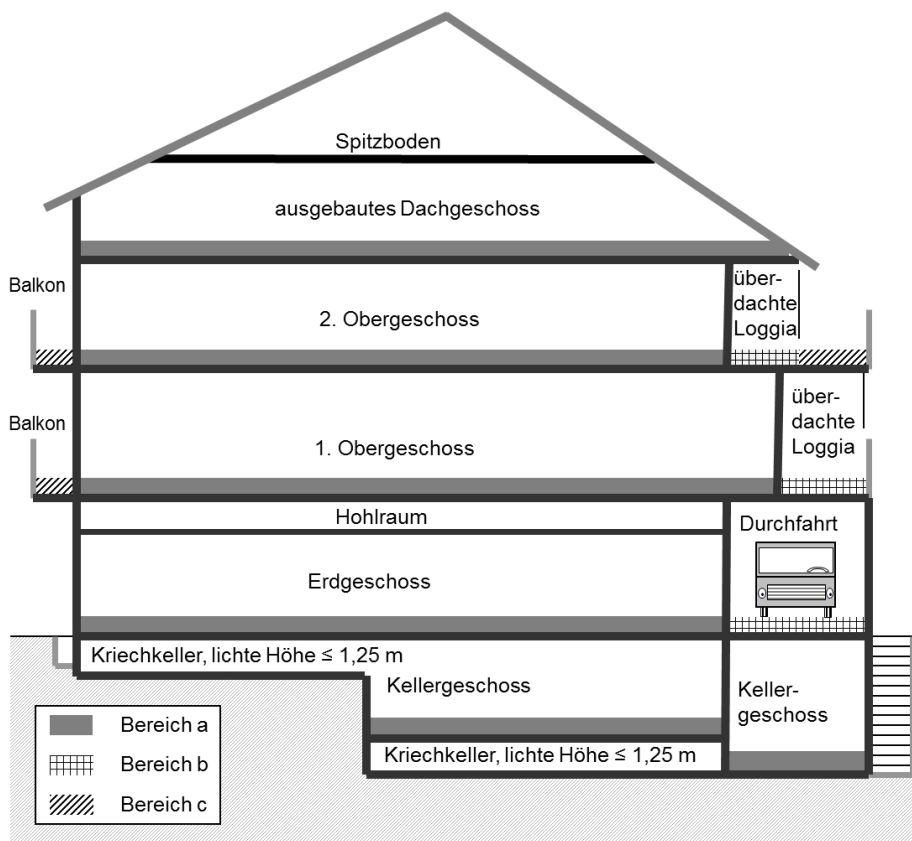 Spitzboden
ausgebautes Dachgeschoss
Balkon
2. Obergeschoss
über-
dachte
Loggia
Balkon
1. Obergeschoss
über-
dachte
Loggia
Hohlraum
Durchfahrt
Erdgeschoss
Kriechkeller, lichte Höhe ≤ 1,25 m
Kellergeschoss
Keller-
geschoss
Kriechkeller, lichte Höhe ≤ 1,25 m
Bereich a
Bereich b
Bereich c